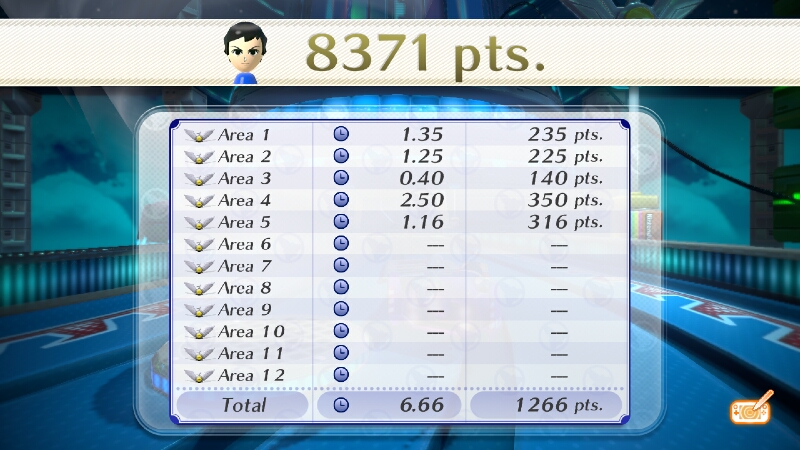 8371 pts.
Area 1 1.35 235 pts.
Area 2 1.25 225 pts.
Area 3 0.40 140 pts.
Area 4 2.50 350 pts.
Area 5 1.16 316 pts.
Area 6 --- ---
Area 7 --- ---
Area 8 --- ---
Area 9 --- ---
Area 10 --- ---
Area 11 --- ---
Area 12 --- ---
Total 6.66 1266 pts.